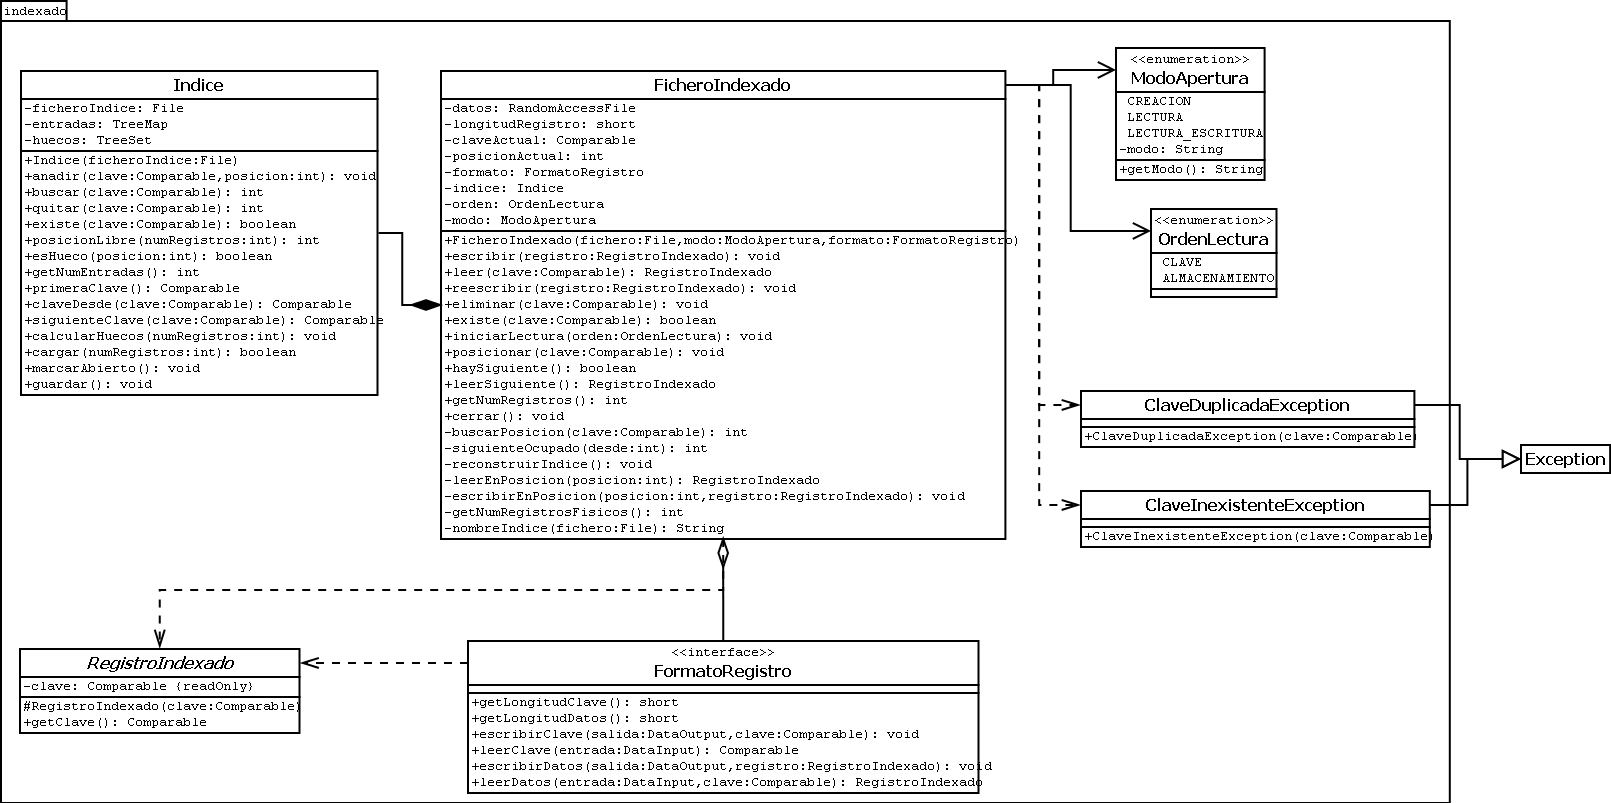 indexado
Indice
-ficheroIndice: File
-entradas: TreeMap
-huecos: TreeSet
+Indice(ficheroIndice:File)
+anadir(clave:Comparable,posicion:int): void
+buscar(clave:Comparable): int
+quitar(clave:Comparable): int
+existe(clave:Comparable): boolean
+posicionLibre(numRegistros:int): int
+esHueco(posicion:int): boolean
+getNumEntradas(): int
+primeraClave(): Comparable
+claveDesde(clave:Comparable): Comparable
+siguienteClave(clave:Comparable): Comparable
+calcularHuecos(numRegistros:int): void
+cargar(numRegistros:int): boolean
+marcarAbierto(): void
+guardar(): void
FicheroIndexado
-datos: RandomAccessFile
-longitudRegistro: short
-claveActual: Comparable
-posicionActual: int
-formato: FormatoRegistro
-indice: Indice
-orden: OrdenLectura
-modo: ModoApertura
+FicheroIndexado(fichero:File,modo:ModoApertura,formato:FormatoRegistro)
+escribir(registro:RegistroIndexado): void
+leer(clave:Comparable): RegistroIndexado
+reescribir(registro:RegistroIndexado): void
+eliminar(clave:Comparable): void
+existe(clave:Comparable): boolean
+iniciarLectura(orden:OrdenLectura): void
+posicionar(clave:Comparable): void
+haySiguiente(): boolean
+leerSiguiente(): RegistroIndexado
+getNumRegistros(): int
+cerrar(): void
-buscarPosicion(clave:Comparable): int
-siguienteOcupado(desde:int): int
-reconstruirIndice(): void
-leerEnPosicion(posicion:int): RegistroIndexado
-escribirEnPosicion(posicion:int,registro:RegistroIndexado): void
-getNumRegistrosFisicos(): int
-nombreIndice(fichero:File): String
<<enumeration>>
ModoApertura
CREACION
LECTURA
LECTURA_ESCRITURA
-modo: String
+getModo(): String
<<enumeration>>
OrdenLectura
CLAVE
ALMACENAMIENTO
ClaveDuplicadaException
+ClaveDuplicadaException(clave:Comparable)
ClaveInexistenteException
+ClaveInexistenteException(clave:Comparable)
Exception
RegistroIndexado
-clave: Comparable {readOnly}
#RegistroIndexado(clave:Comparable)
+getClave(): Comparable
<<interface>>
FormatoRegistro
+getLongitudClave(): short
+getLongitudDatos(): short
+escribirClave(salida:DataOutput,clave:Comparable): void
+leerClave(entrada:DataInput): Comparable
+escribirDatos(salida:DataOutput,registro:RegistroIndexado): void
+leerDatos(entrada:DataInput,clave:Comparable): RegistroIndexado